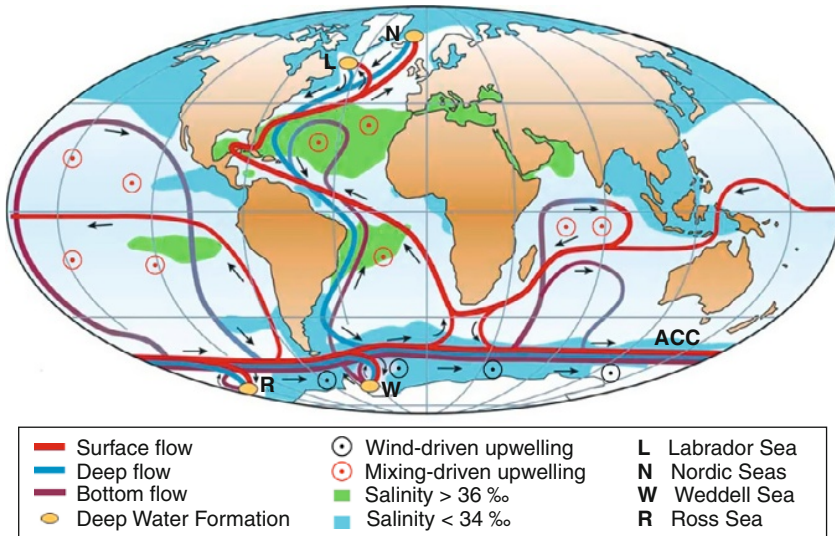 N
L
ACC
R
W
Surface flow
Deep flow
Bottom flow
Deep Water Formation
Wind-driven upwelling
Mixing-driven upwelling
Salinity > 36 ‰
Salinity < 34 ‰
L Labrador Sea
N Nordic Seas
W Weddell Sea
R Ross Sea